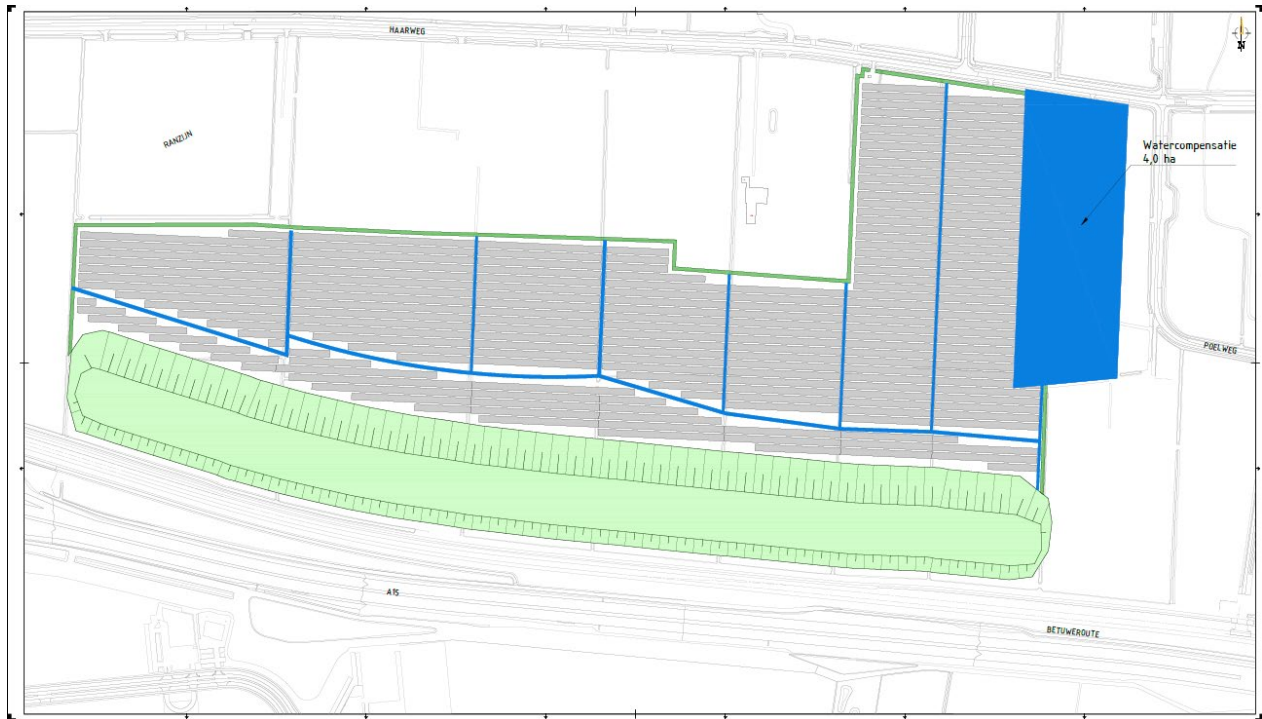 HAARWEG
N
RANZIJN
Watercompensatie
4,0 ha
POELWEG
A15
BETUWEROUTE